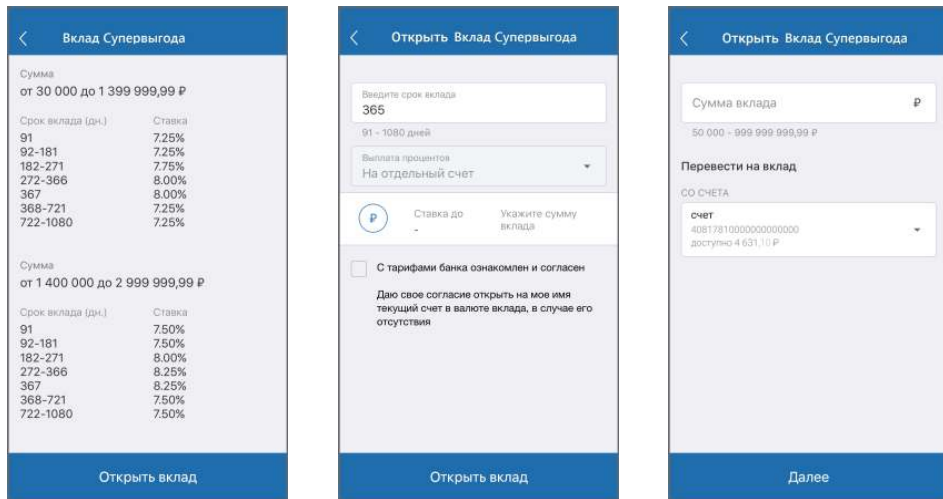 Вклад Супервыгода
Сумма
от 30 000 до 1 399 999,99 ₽
Срок вклада (дн.) Ставка
91 7.25%
92-181 7.25%
182-271 7.75%
272-366 8.00%
367 8.00%
368-721 7.25%
722-1080 7.25%
Сумма
от 1 400 000 до 2 999 999,99 ₽
Срок вклада (дн.) Ставка
91 7.50%
92-181 7.50%
182-271 8.00%
272-366 8.25%
367 8.25%
368-721 7.50%
722-1080 7.50%
Открыть вклад
Открыть Вклад Супервыгода
Введите срок вклада
365
91 - 1080 дней
Выплата процентов
На отдельный счет
₽ Ставка до Укажите сумму
- вклада
С тарифами банка ознакомлен и согласен
Даю свое согласие открыть на мое имя
текущий счет в валюте вклада, в случае его
отсутствия
Открыть вклад
Открыть Вклад Супервыгода
Сумма вклада ₽
50 000 - 999 999 999,99 ₽
Перевести на вклад
СО СЧЕТА
счет
40817810000000000000
доступно 4 631,10 ₽
Далее